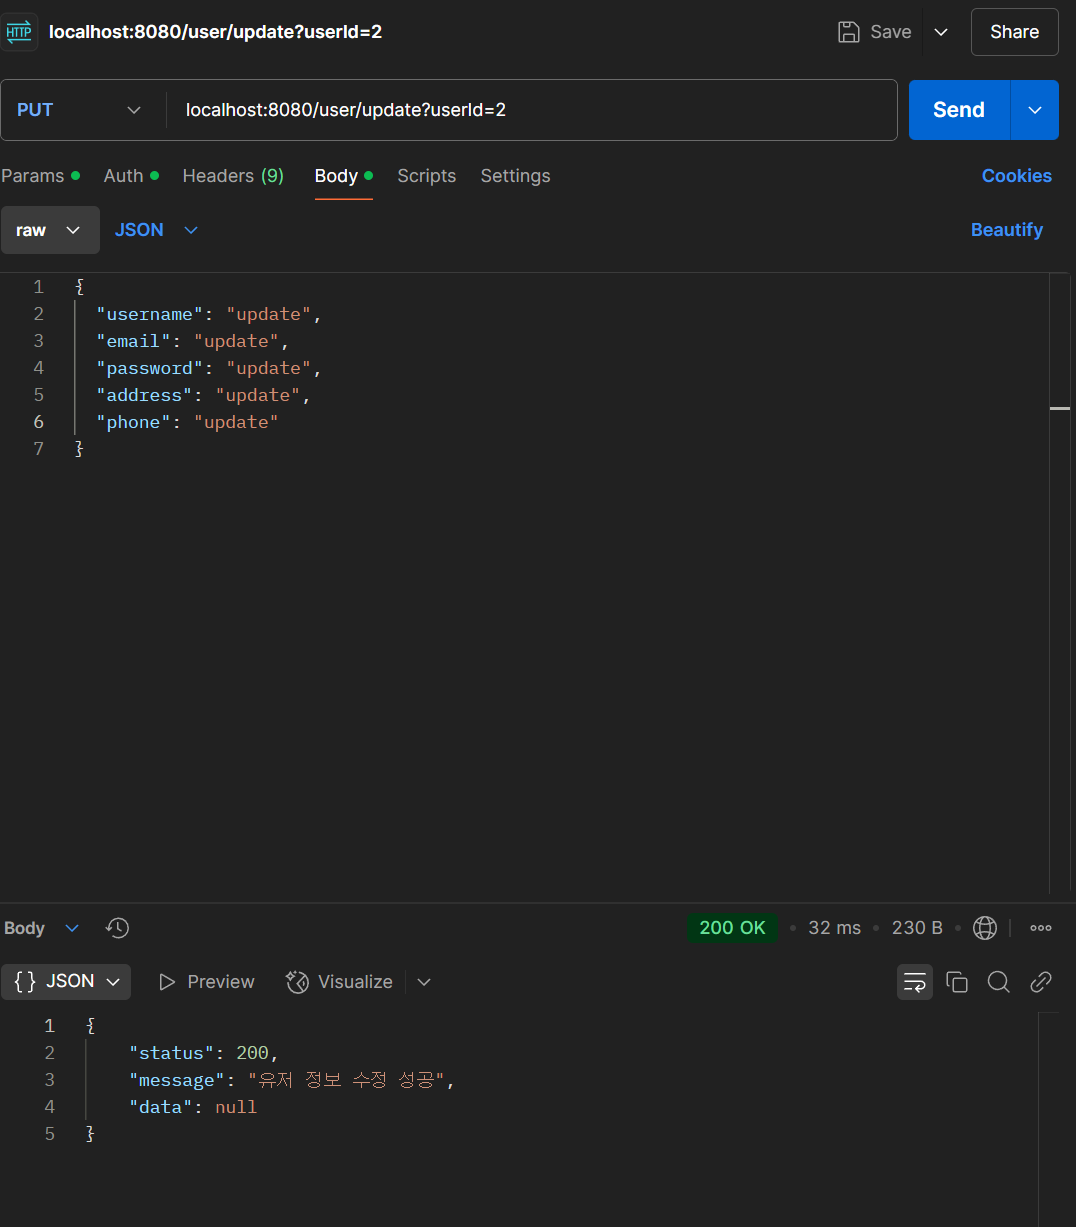 HTTP localhost:8080/user/update?userId=2 Save Share
PUT localhost:8080/user/update?userId=2 Send
Params Auth Headers (9) Body Scripts Settings Cookies
raw JSON Beautify
1 {
2 "username": "update",
3 "email": "update",
4 "password": "update",
5 "address": "update",
6 "phone": "update"
7 }
Body 200 OK • 32 ms • 230 B •
{} JSON Preview Visualize
1 {
2 "status": 200,
3 "message": "유저 정보 수정 성공",
4 "data": null
5 }